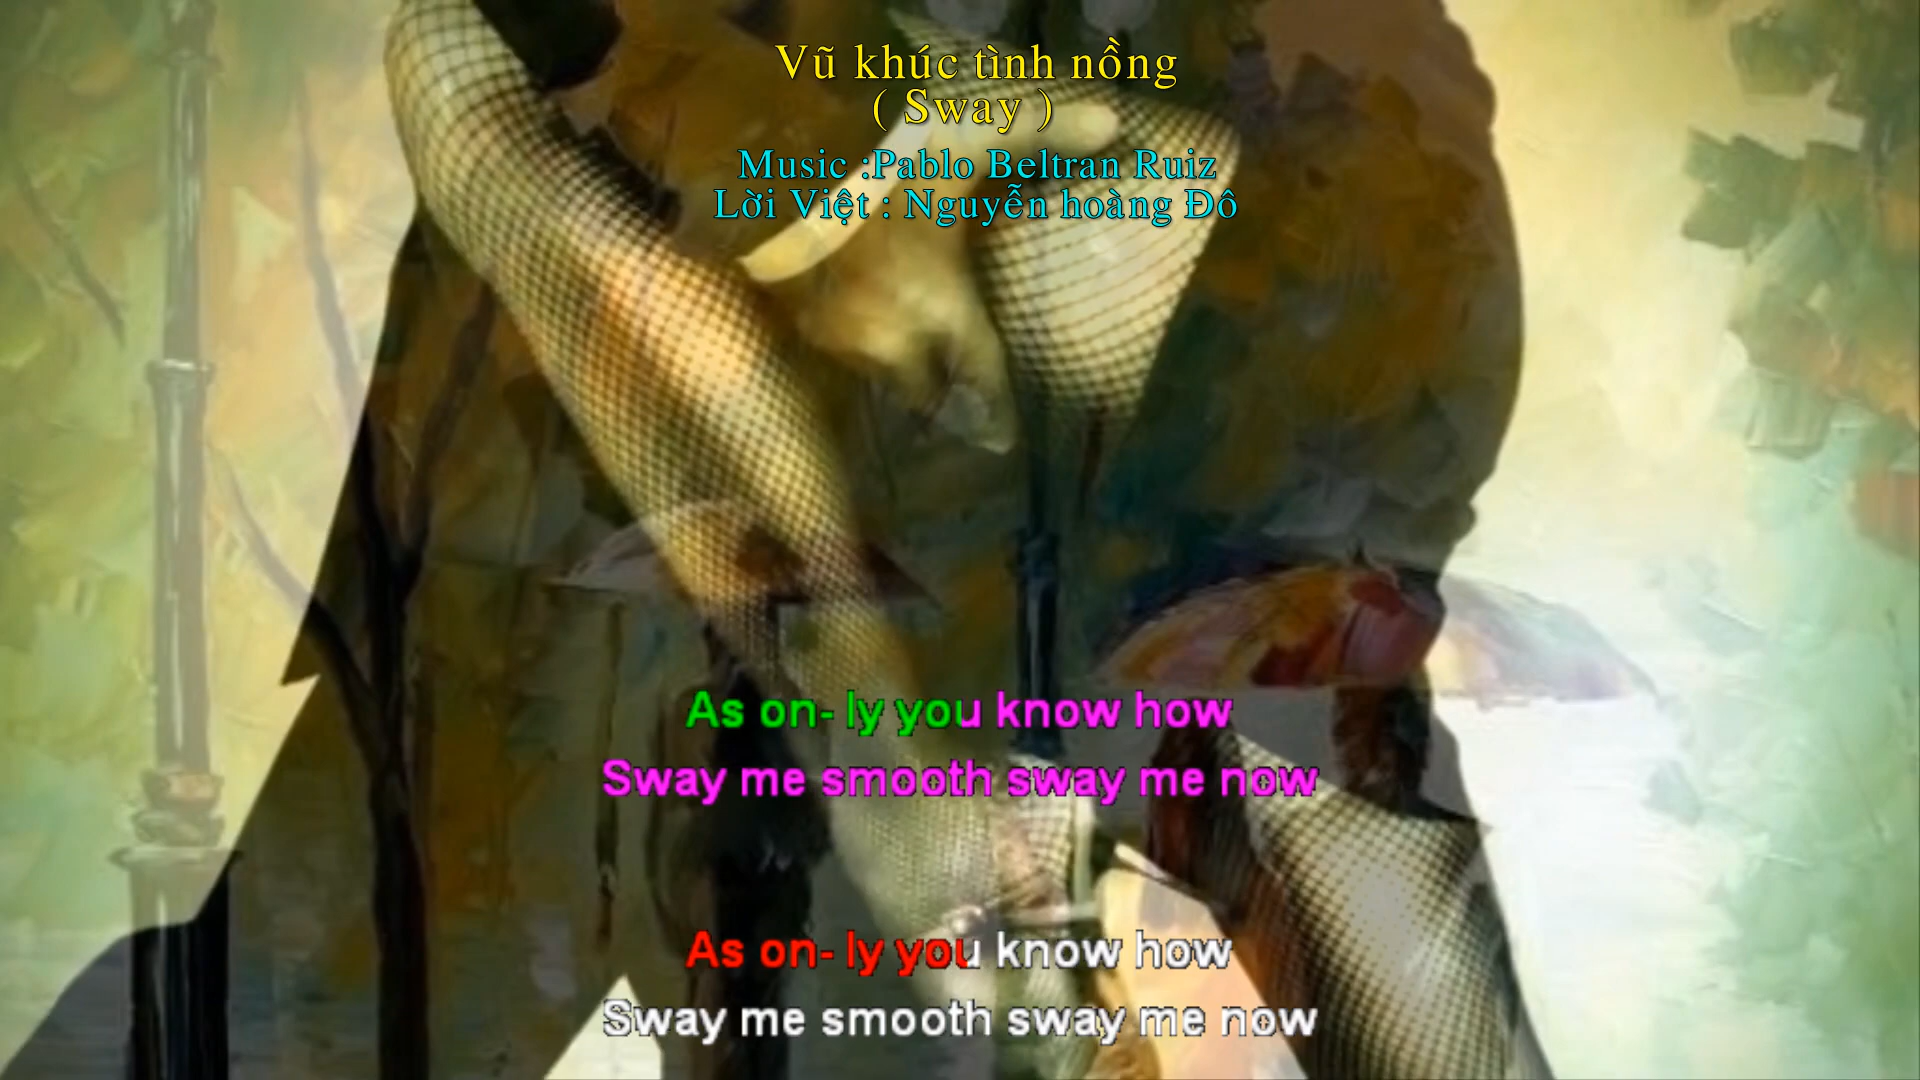 Vũ khúc tình nồng
( Sway )
Music :Pablo Beltran Ruiz
Lời Việt : Nguyễn hoàng Đô
As on- ly you know how
Sway me smooth sway me now
As on- ly you know how
Sway me smooth sway me now